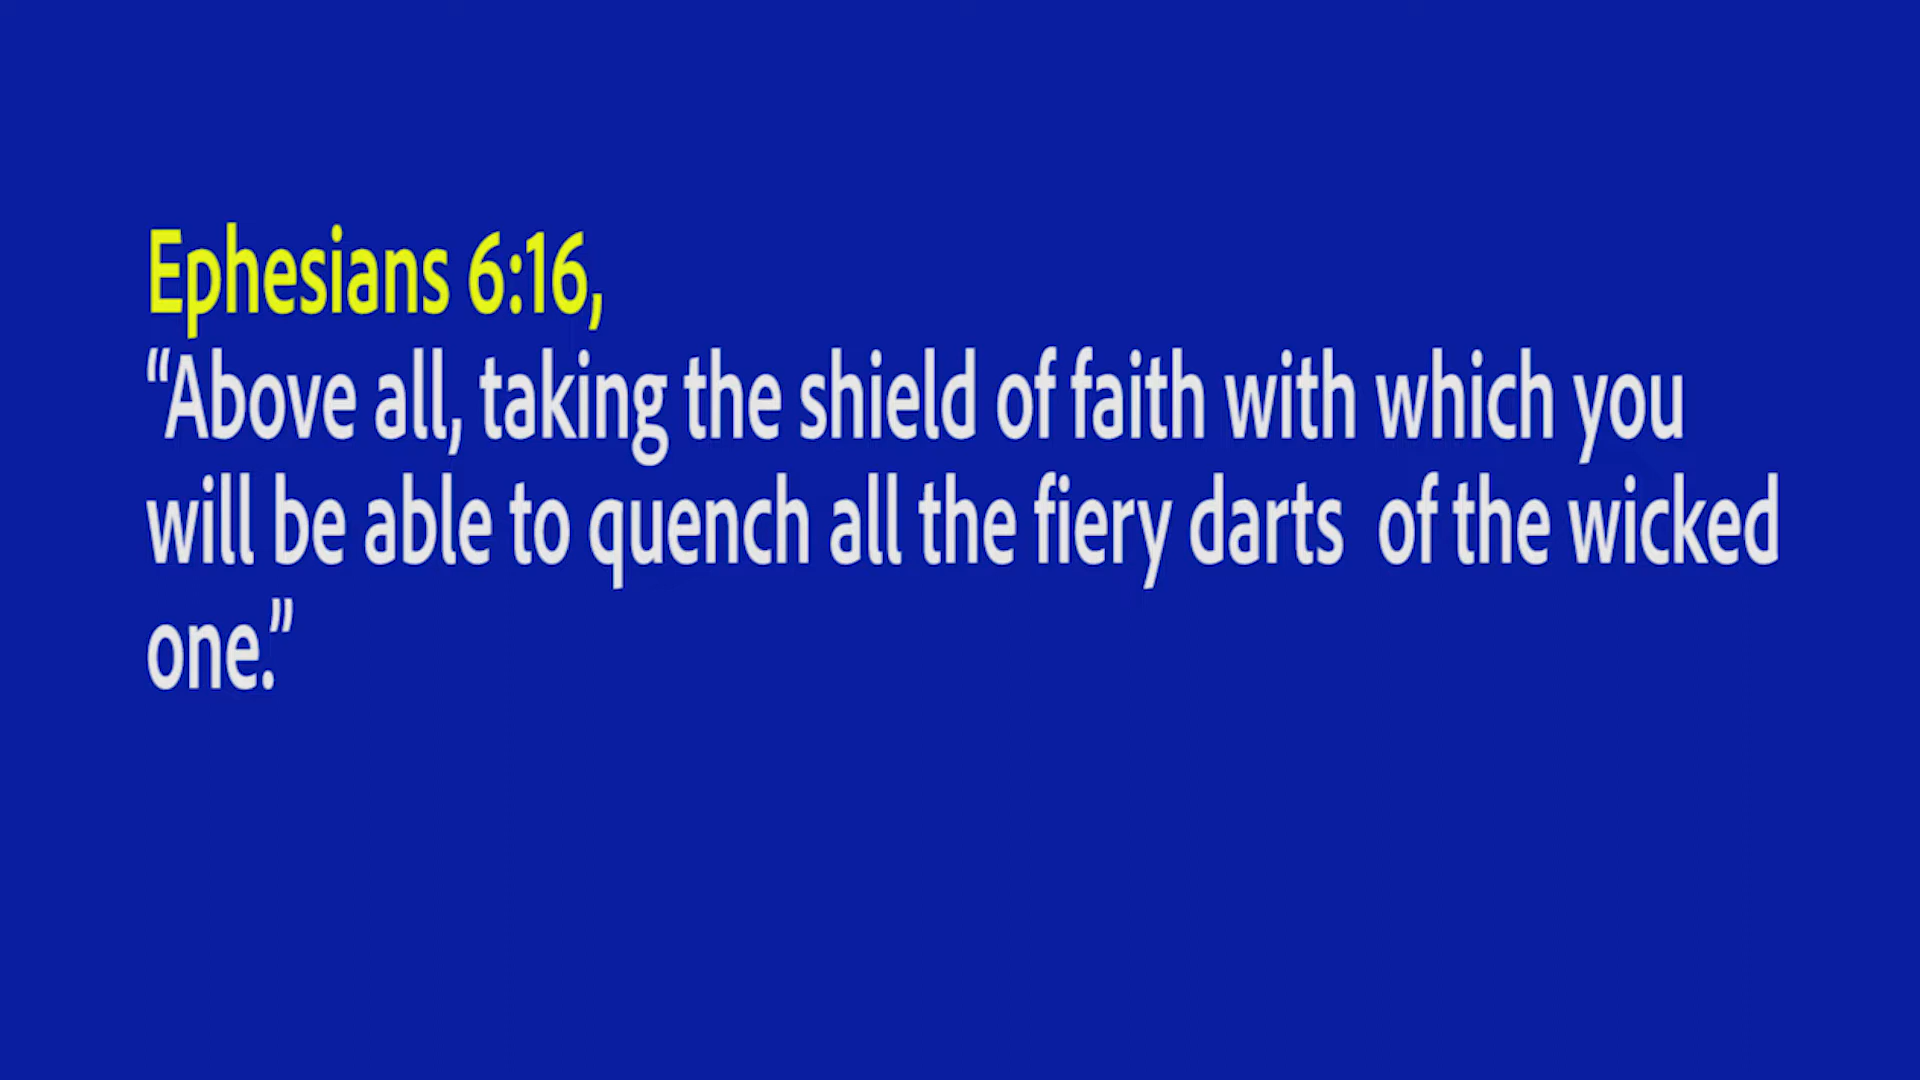 Ephesians 6:16,
“Above all, taking the shield of faith with which you
will be able to quench all the fiery darts  of the wicked
one.”